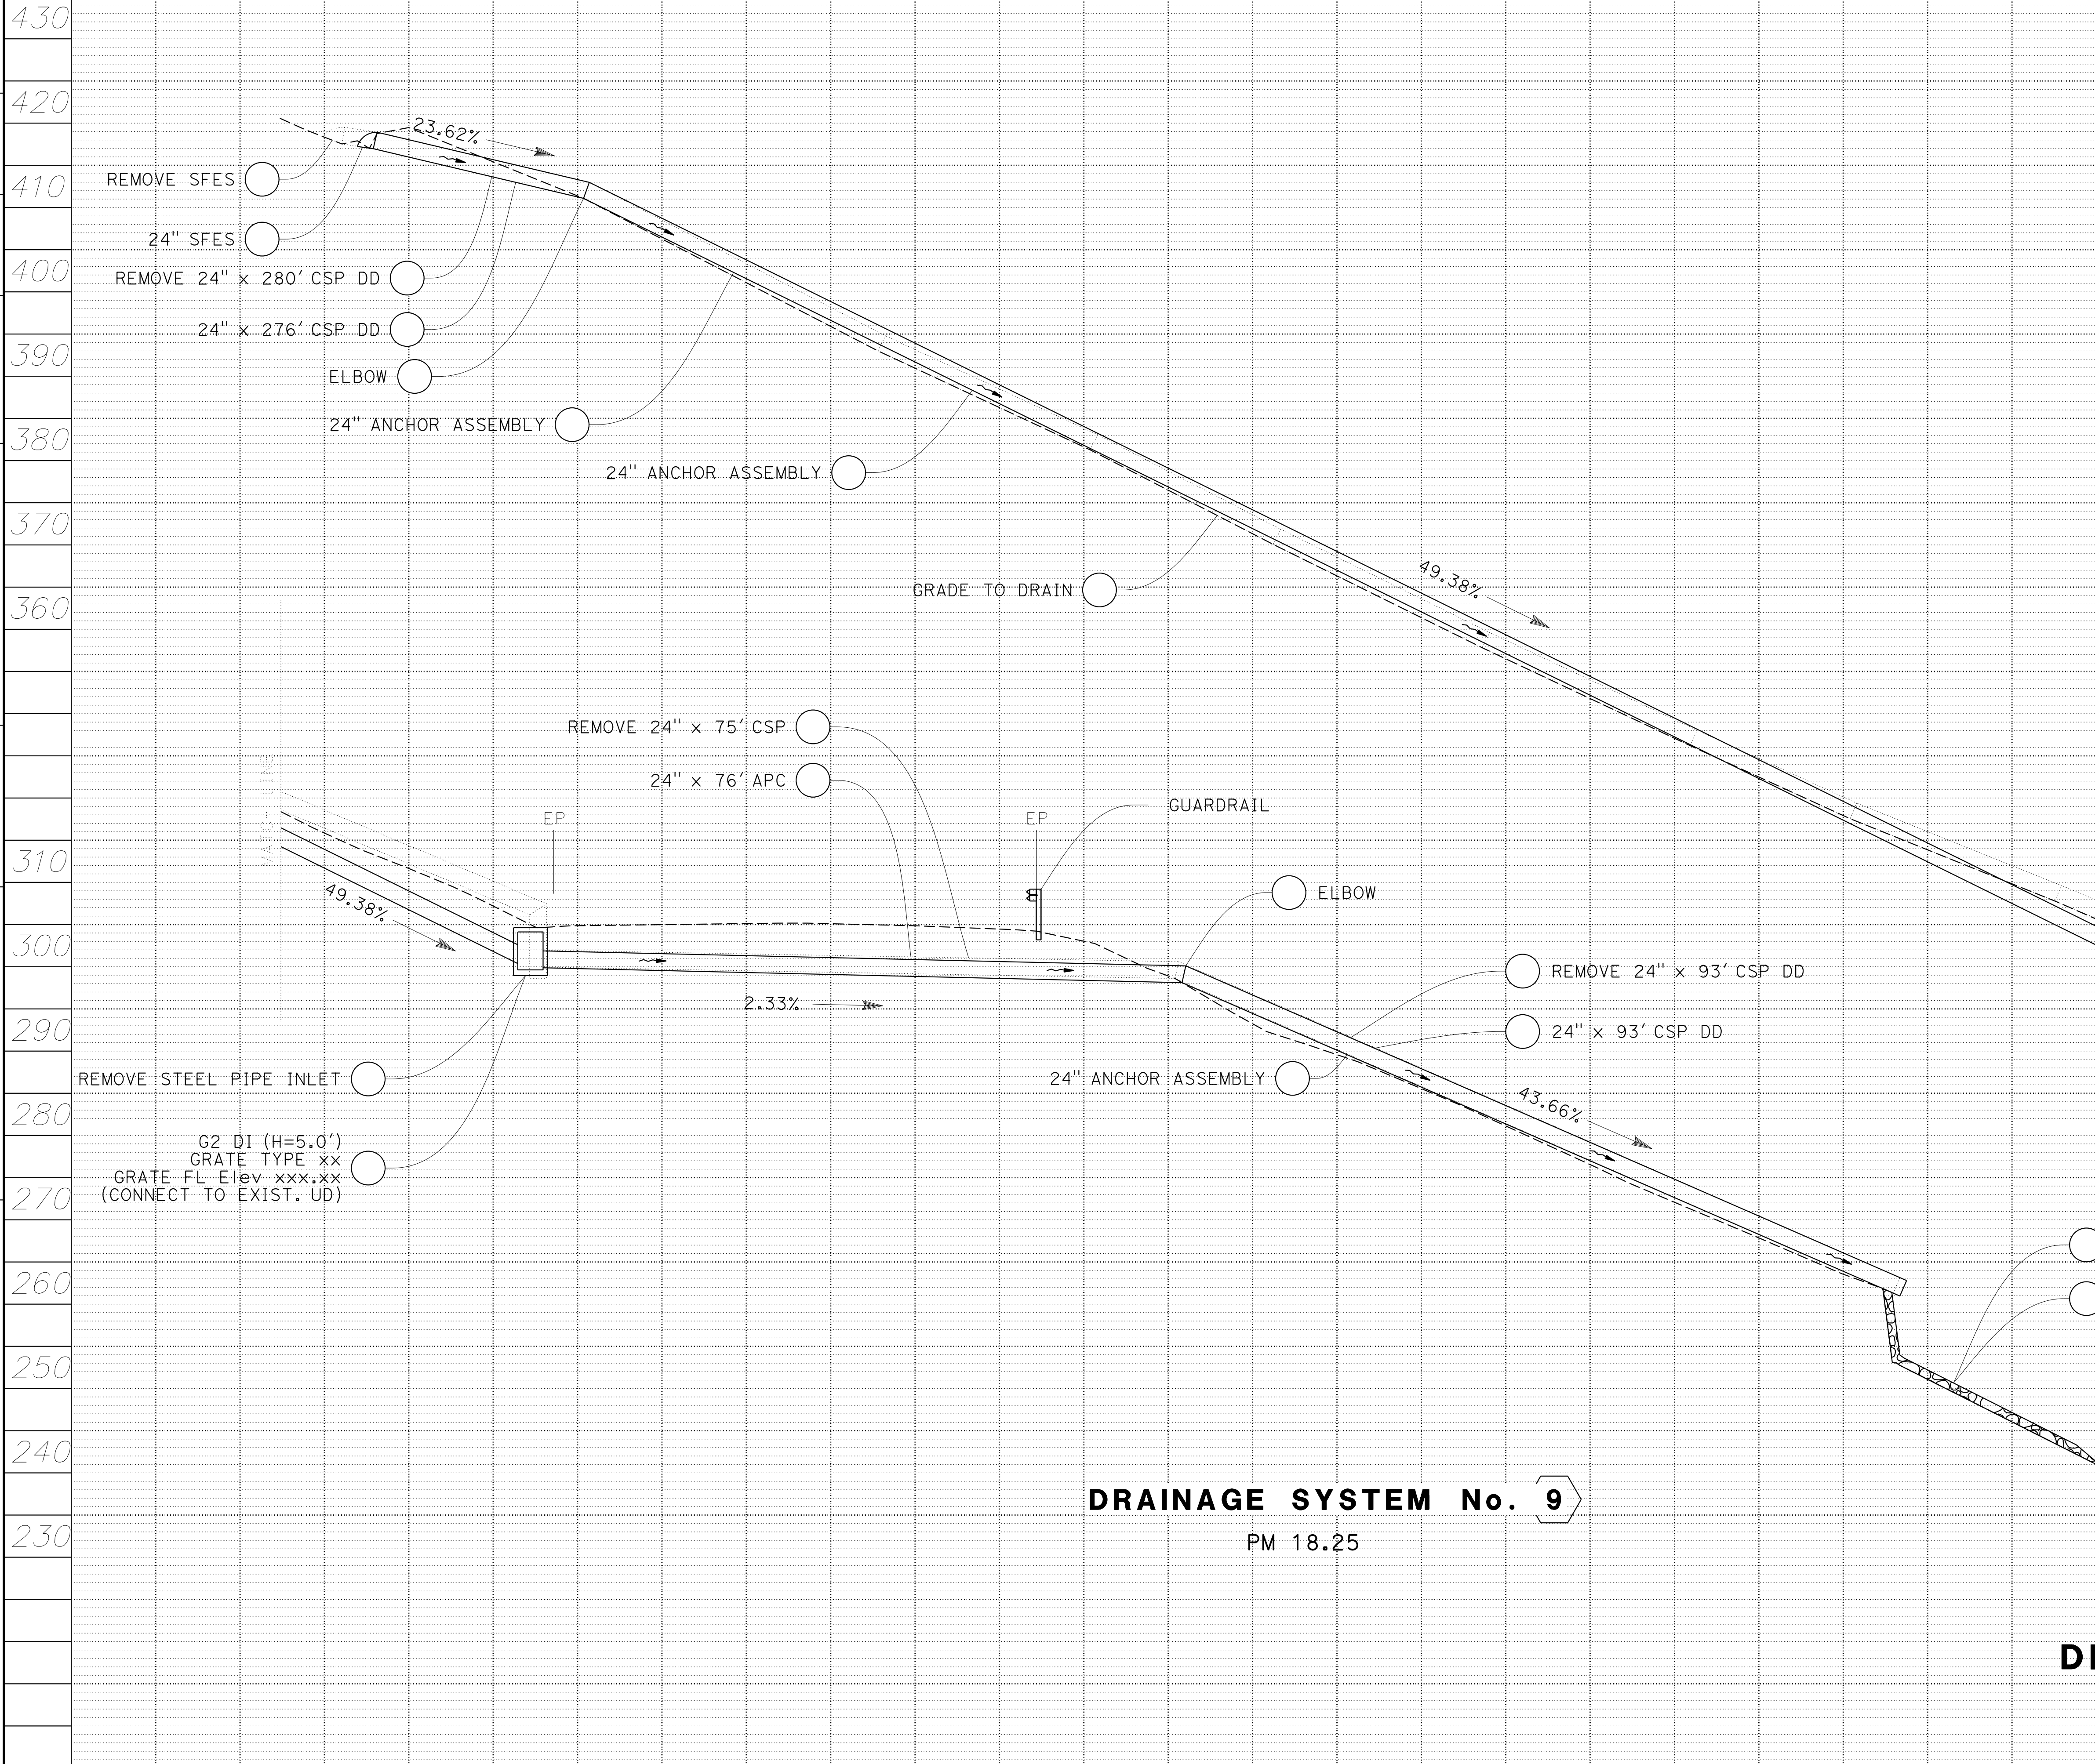 430
420
410
400
390
380
370
360
310
300
290
280
270
260
250
240
230
23.62%
REMOVE SFES
24" SFES
REMOVE 24" x 280' CSP DD
24" x 276' CSP DD
ELBOW
24" ANCHOR ASSEMBLY
24" ANCHOR ASSEMBLY
GRADE TO DRAIN
49.38%
MATCH LINE
REMOVE 24" x 75' CSP
24" x 76' APC
EP
EP
GUARDRAIL
49.38%
ELBOW
2.33%
REMOVE 24" x 93' CSP DD
24" x 93' CSP DD
24" ANCHOR ASSEMBLY
43.66%
REMOVE STEEL PIPE INLET
G2 DI (H=5.0')
GRATE TYPE xx
GRATE FL Elev xxx.xx
(CONNECT TO EXIST. UD)
DRAINAGE SYSTEM No. 9
PM 18.25